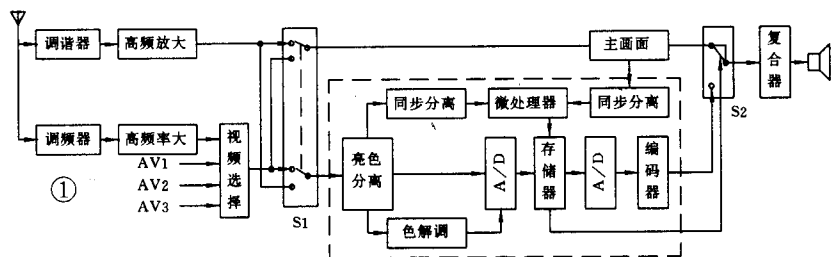 调谐器
高频放大
主画面
复合器
S1
S2
同步分离
微处理器
同步分离
调频器
高频率大
视频选择
AV1
AV2
AV3
①
亮色分离
A/D
存储器
A/D
编码器
色解调